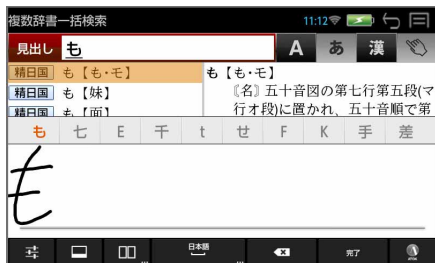 複数辞書一括検索 11:12
見出し も A あ 漢
精日国 も【も・モ】
精日国 も【妹】
精日国 も【面】
も【も・モ】
〘名〙五十音図の第七行第五段(マ
行オ段)に置かれ、五十音順で第
も 七 E 千 t せ F K 手 差
も
日本語 完了